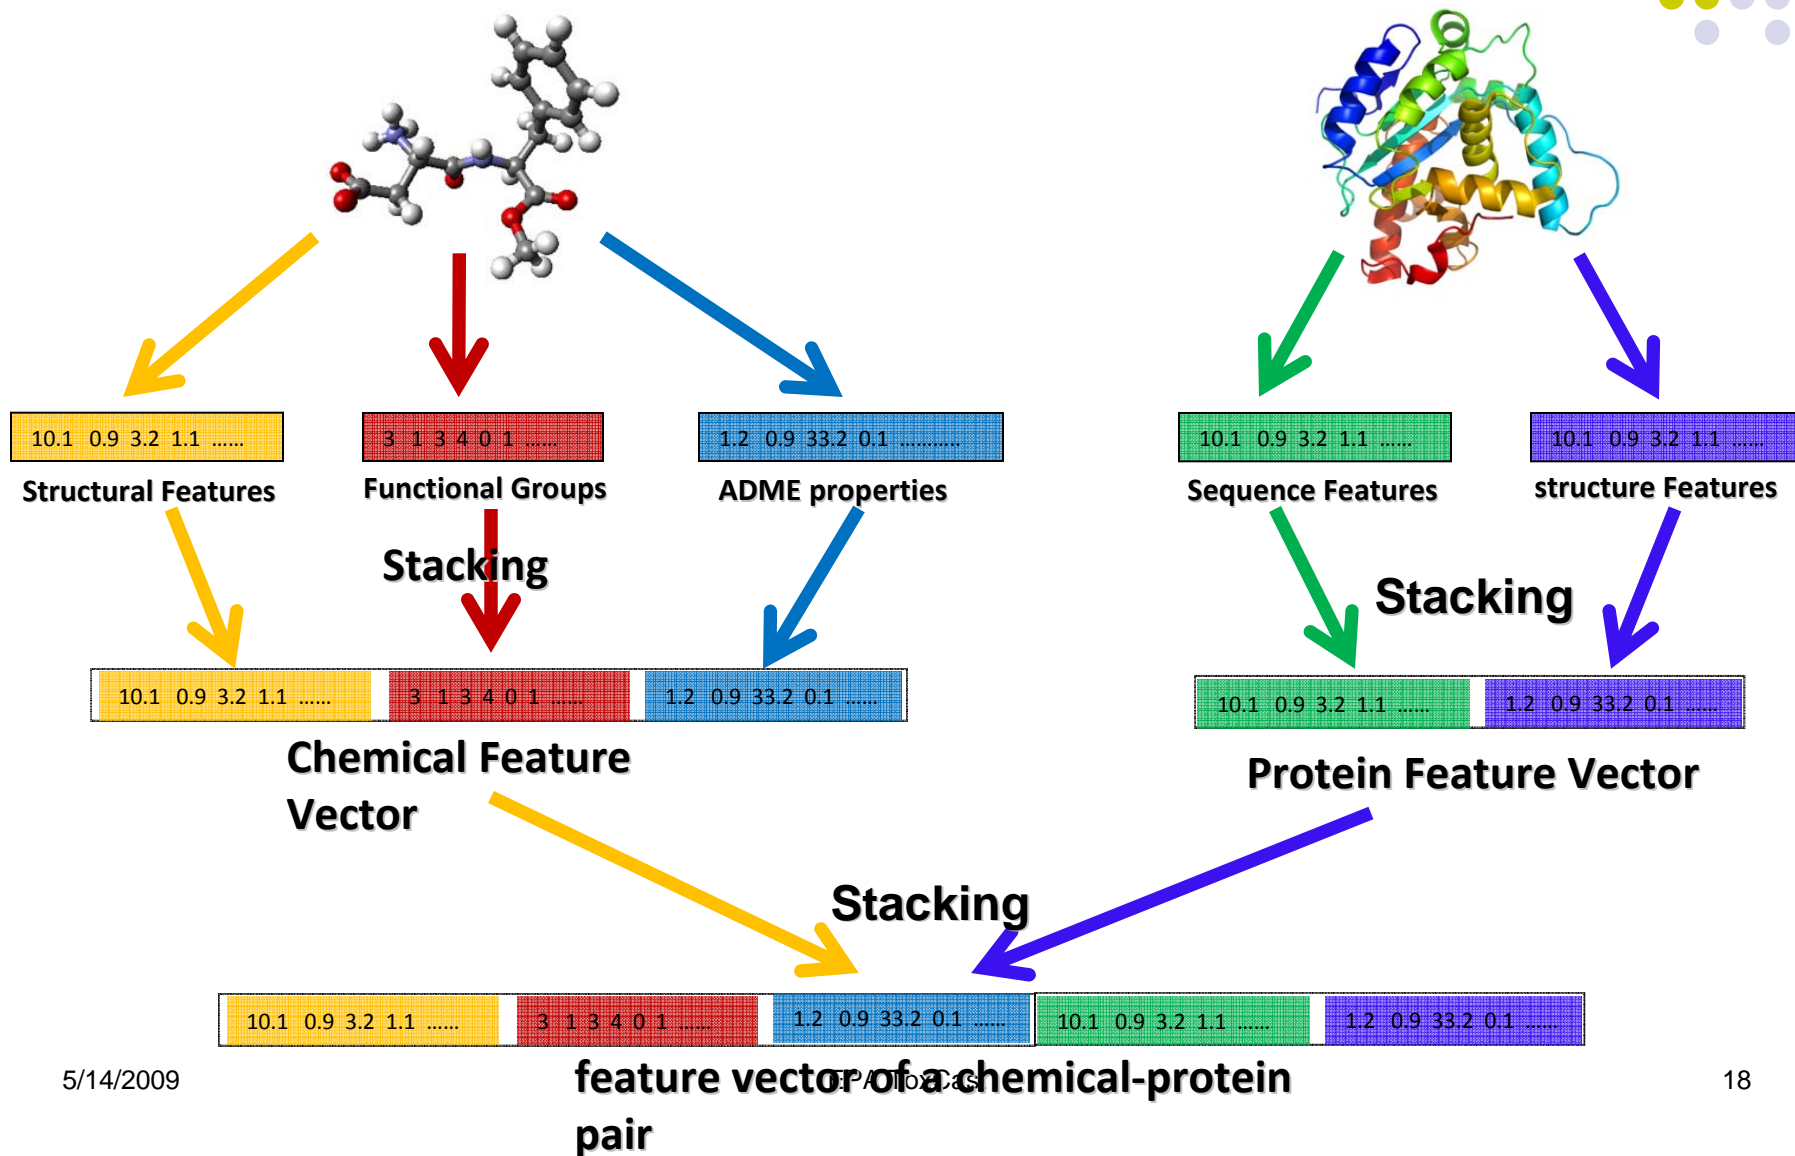 10.1 0.9 3.2 1.1 ......
3 1 3 4 0 1 ......
1.2 0.9 33.2 0.1 ...........
10.1 0.9 3.2 1.1 ......
10.1 0.9 3.2 1.1 ......
Structural Features
Functional Groups
ADME properties
Sequence Features
structure Features
Stacking
Stacking
10.1 0.9 3.2 1.1 ......
3 1 3 4 0 1 ......
1.2 0.9 33.2 0.1 ......
10.1 0.9 3.2 1.1 ......
1.2 0.9 33.2 0.1 ......
Chemical Feature
Vector
Protein Feature Vector
Stacking
10.1 0.9 3.2 1.1 ......
3 1 3 4 0 1 ......
1.2 0.9 33.2 0.1 ......
10.1 0.9 3.2 1.1 ......
1.2 0.9 33.2 0.1 ......
5/14/2009
EPA ToxCast
18
feature vector of a chemical-protein
pair